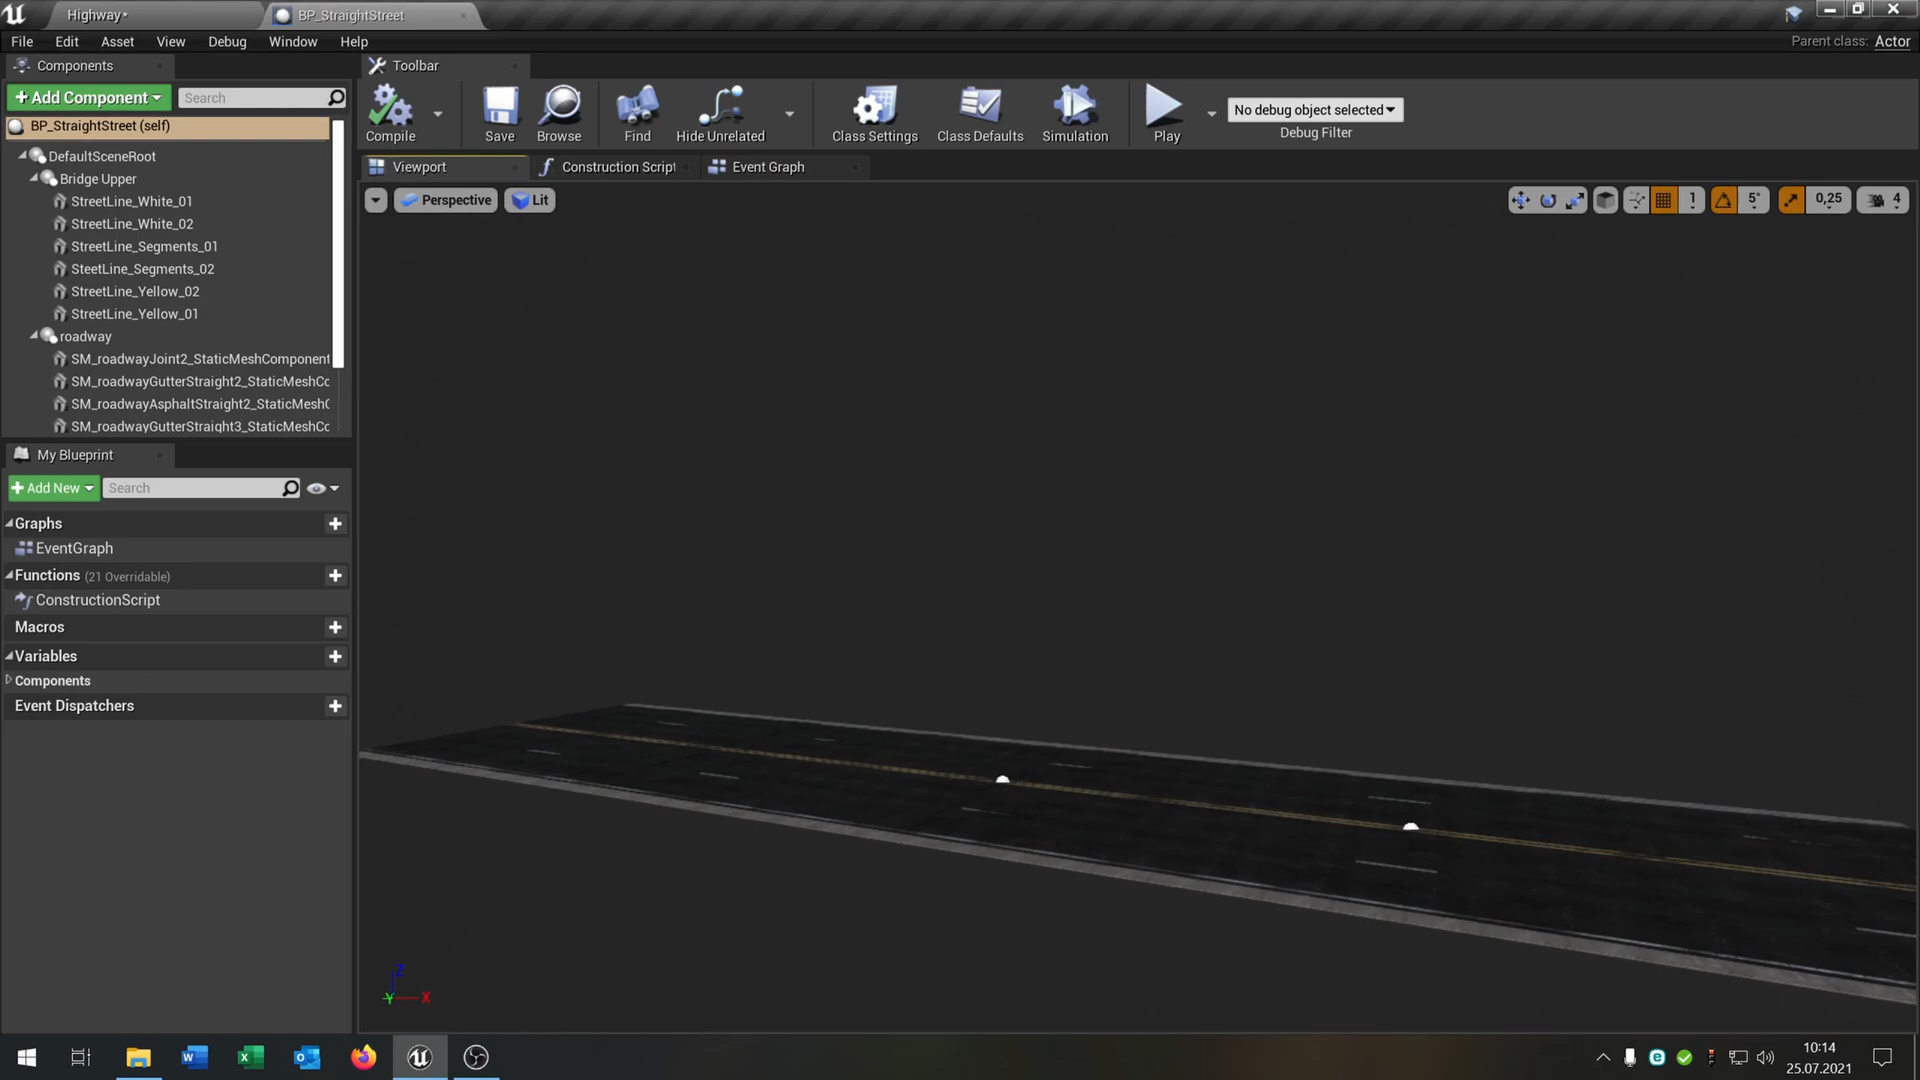 Highway*
BP_StraightStreet
File Edit Asset View Debug Window Help
Parent class: Actor
Components
Toolbar
+ Add Component
Search
Compile
Save
Browse
Find
Hide Unrelated
Class Settings
Class Defaults
Simulation
Play
No debug object selected
Debug Filter
BP_StraightStreet (self)
DefaultSceneRoot
Bridge Upper
StreetLine_White_01
StreetLine_White_02
StreetLine_Segments_01
SteetLine_Segments_02
StreetLine_Yellow_02
StreetLine_Yellow_01
roadway
SM_roadwayJoint2_StaticMeshComponent
SM_roadwayGutterStraight2_StaticMeshCo
SM_roadwayAsphaltStraight2_StaticMeshC
SM_roadwayGutterStraight3_StaticMeshCo
Viewport
Construction Script
Event Graph
Perspective
Lit
1
5°
0,25
4
My Blueprint
+ Add New
Search
Graphs
EventGraph
Functions (21 Overridable)
ConstructionScript
Macros
Variables
Components
Event Dispatchers
Z
Y
X
10:14
25.07.2021